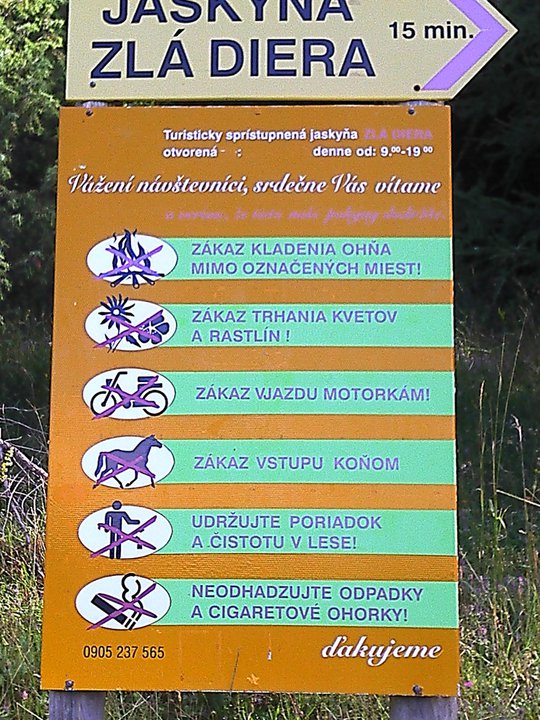 JASKYŇA
ZLÁ DIERA
15 min.
Turisticky sprístupnená jaskyňa ZLÁ DIERA
otvorená - : denne od: 9.00-19 00
Vážení návštevníci, srdečne Vás vítame
ZÁKAZ KLADENIA OHŇA
MIMO OZNAČENÝCH MIEST!
ZÁKAZ TRHANIA KVETOV
A RASTLÍN !
ZÁKAZ VJAZDU MOTORKÁM!
ZÁKAZ VSTUPU KOŇOM
UDRŽUJTE PORIADOK
A ČISTOTU V LESE!
NEODHADZUJTE ODPADKY
A CIGARETOVÉ OHORKY!
0905 237 565
ďakujeme